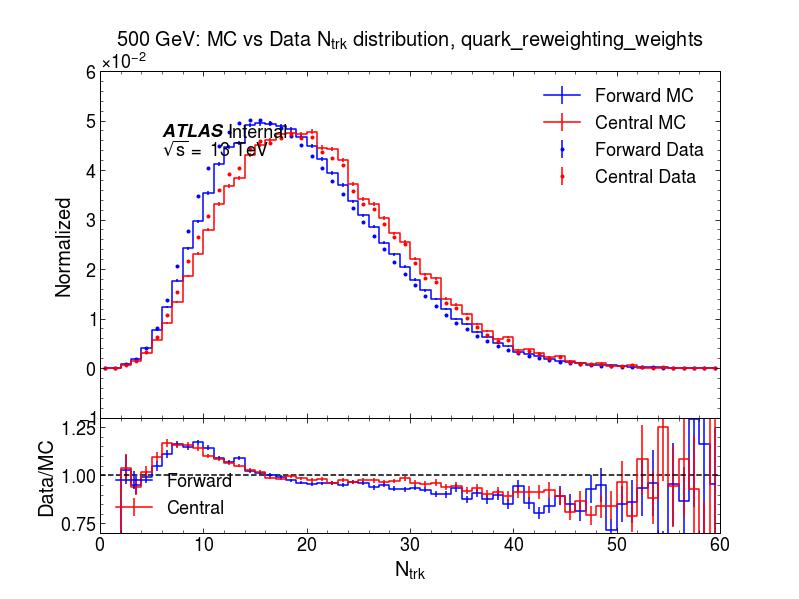 500 GeV: MC vs Data N_trk distribution, quark_reweighting_weights
×10⁻²
6
5
4
3
2
1
0
−1
Normalized
ATLAS Internal
√s = 13 TeV
Forward MC
Central MC
Forward Data
Central Data
1.25
1.00
0.75
Data/MC
Forward
Central
0 10 20 30 40 50 60
N_trk